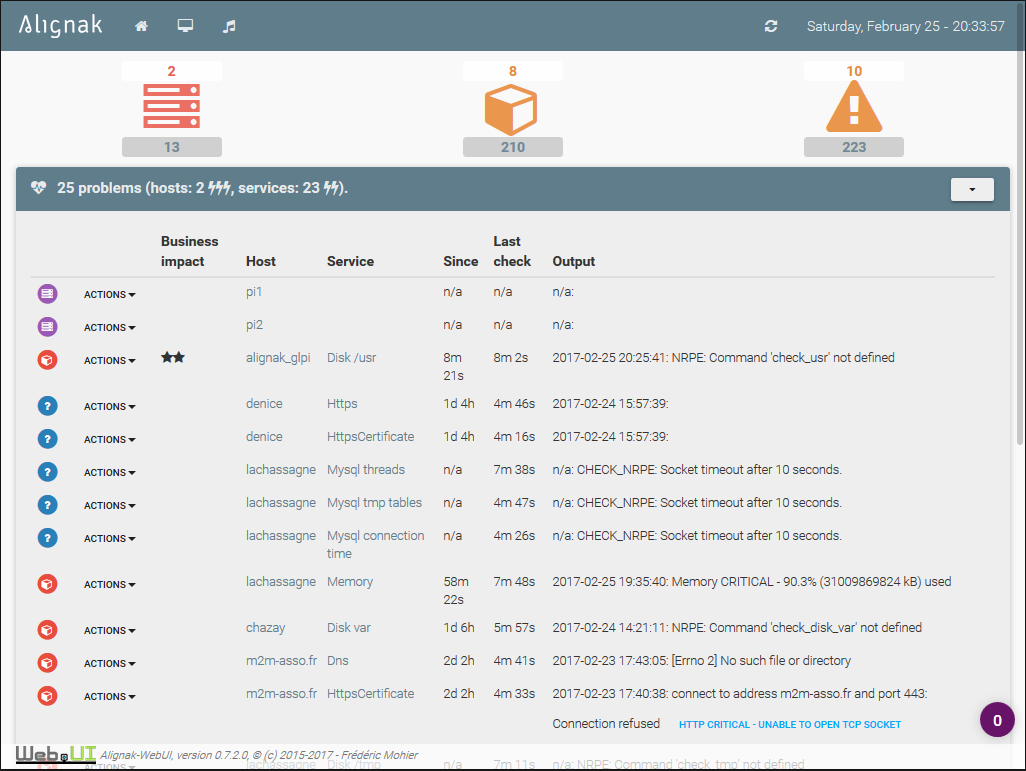 Alignak Saturday, February 25 - 20:33:57
2 8 10
13 210 223
25 problems (hosts: 2 , services: 23 ).
Business impact Host Service Since Last check Output
ACTIONS pi1 n/a n/a n/a:
ACTIONS pi2 n/a n/a n/a:
ACTIONS alignak_glpi Disk /usr 8m 21s 8m 2s 2017-02-25 20:25:41: NRPE: Command 'check_usr' not defined
? ACTIONS denice Https 1d 4h 4m 46s 2017-02-24 15:57:39:
? ACTIONS denice HttpsCertificate 1d 4h 4m 16s 2017-02-24 15:57:39:
? ACTIONS lachassagne Mysql threads n/a 7m 38s n/a: CHECK_NRPE: Socket timeout after 10 seconds.
? ACTIONS lachassagne Mysql tmp tables n/a 4m 47s n/a: CHECK_NRPE: Socket timeout after 10 seconds.
? ACTIONS lachassagne Mysql connection time n/a 4m 26s n/a: CHECK_NRPE: Socket timeout after 10 seconds.
ACTIONS lachassagne Memory 58m 22s 7m 48s 2017-02-25 19:35:40: Memory CRITICAL - 90.3% (31009869824 kB) used
ACTIONS chazay Disk var 1d 6h 5m 57s 2017-02-24 14:21:11: NRPE: Command 'check_disk_var' not defined
ACTIONS m2m-asso.fr Dns 2d 2h 4m 41s 2017-02-23 17:43:05: [Errno 2] No such file or directory
ACTIONS m2m-asso.fr HttpsCertificate 2d 2h 4m 33s 2017-02-23 17:40:38: connect to address m2m-asso.fr and port 443:
Connection refused HTTP CRITICAL - UNABLE TO OPEN TCP SOCKET
0
Web UI Alignak-WebUI, version 0.7.2.0, © (c) 2015-2017 - Frédéric Mohier
ACTIONS lachassagne Disk /tmp n/a 7m 11s n/a: NRPE: Command 'check_tmp' not defined